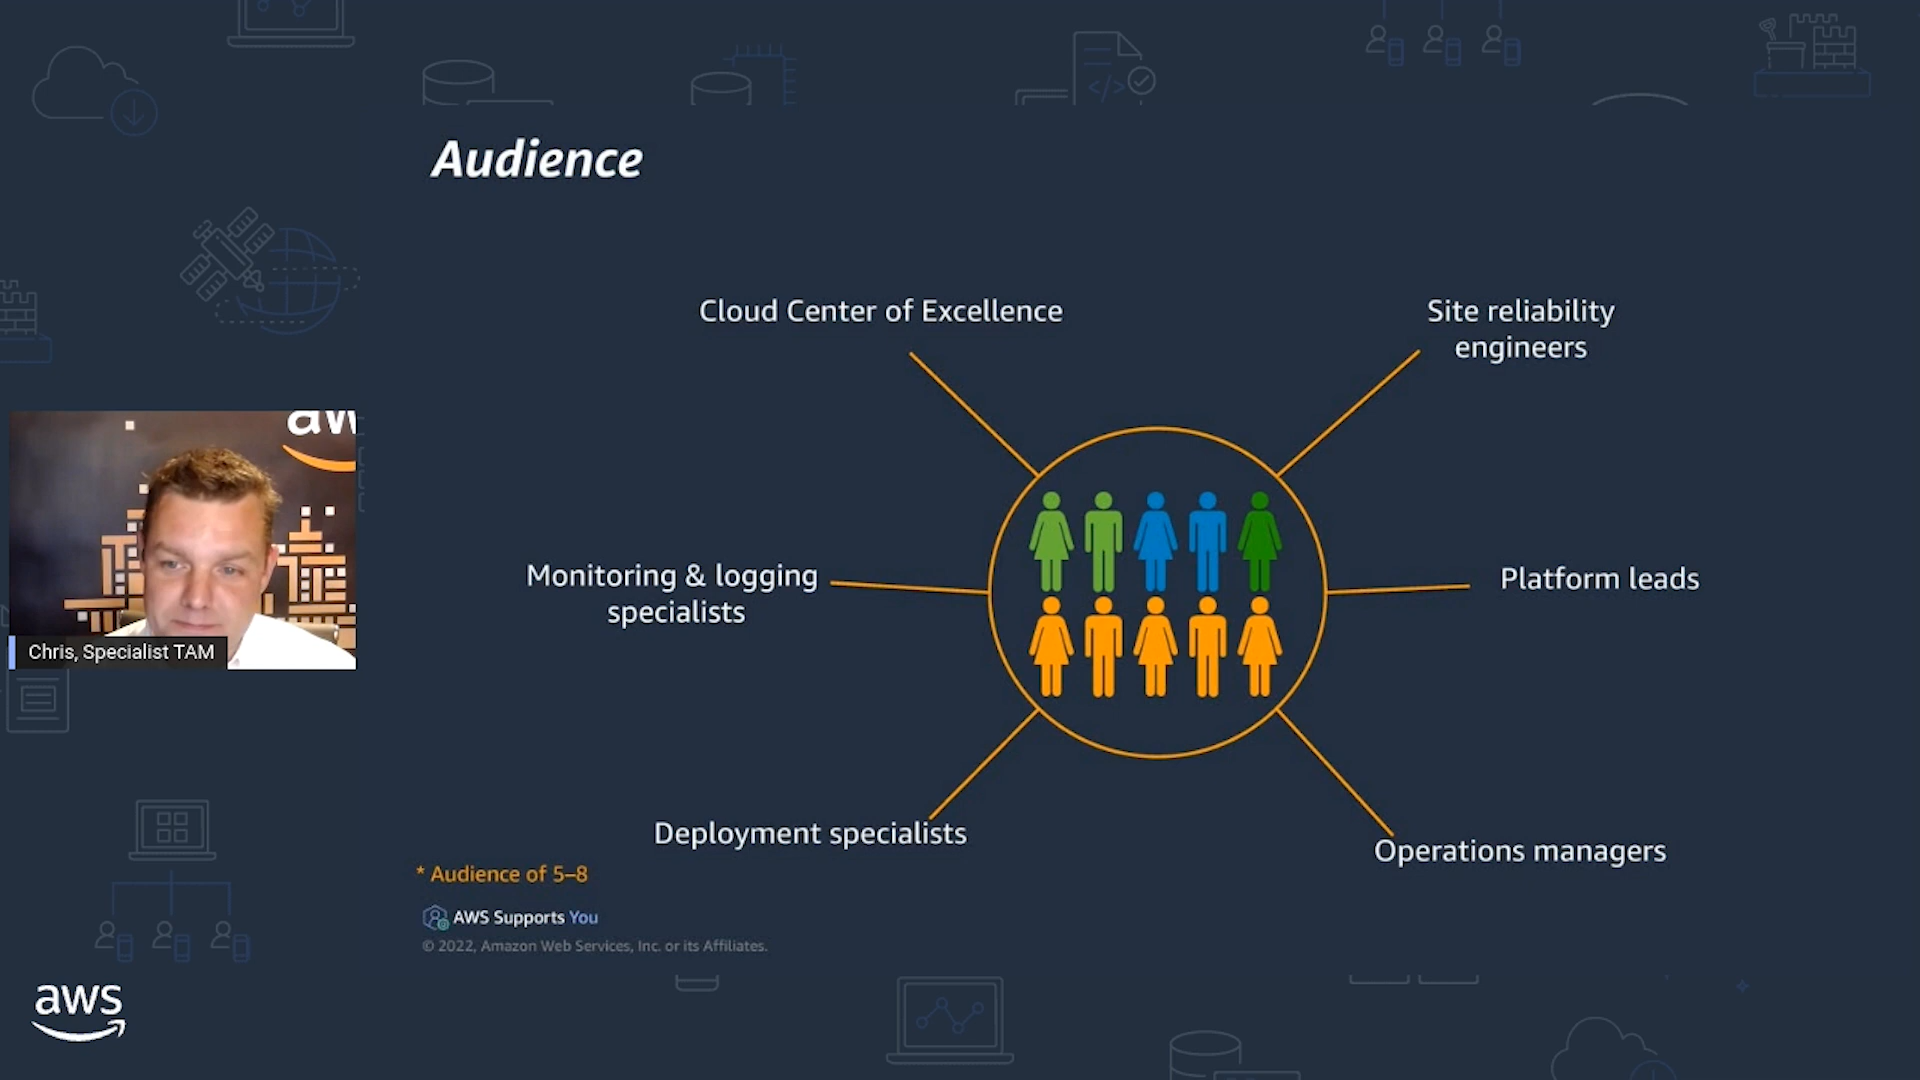 Audience
Cloud Center of Excellence
Site reliability
engineers
Monitoring & logging
specialists
Platform leads
Deployment specialists
Operations managers
* Audience of 5–8
AWS Supports You
© 2022, Amazon Web Services, Inc. or its Affiliates.
aw
Chris, Specialist TAM
</>
aws